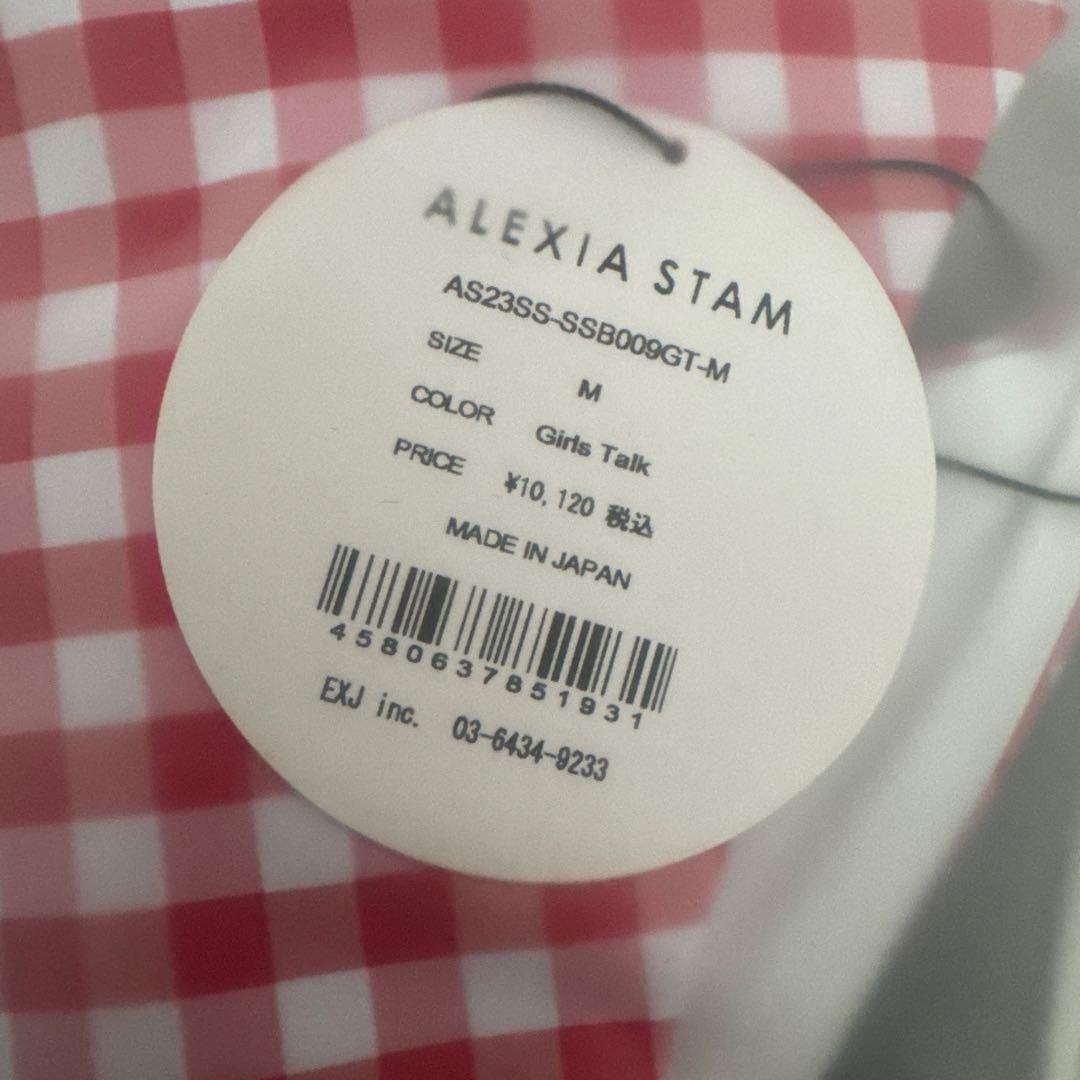 ALEXIA STAM
AS23SS-SSB009GT-M
SIZE M
COLOR Girls Talk
PRICE ¥10,120 税込
MADE IN JAPAN
4580637851931
EXJ inc. 03-6434-9233